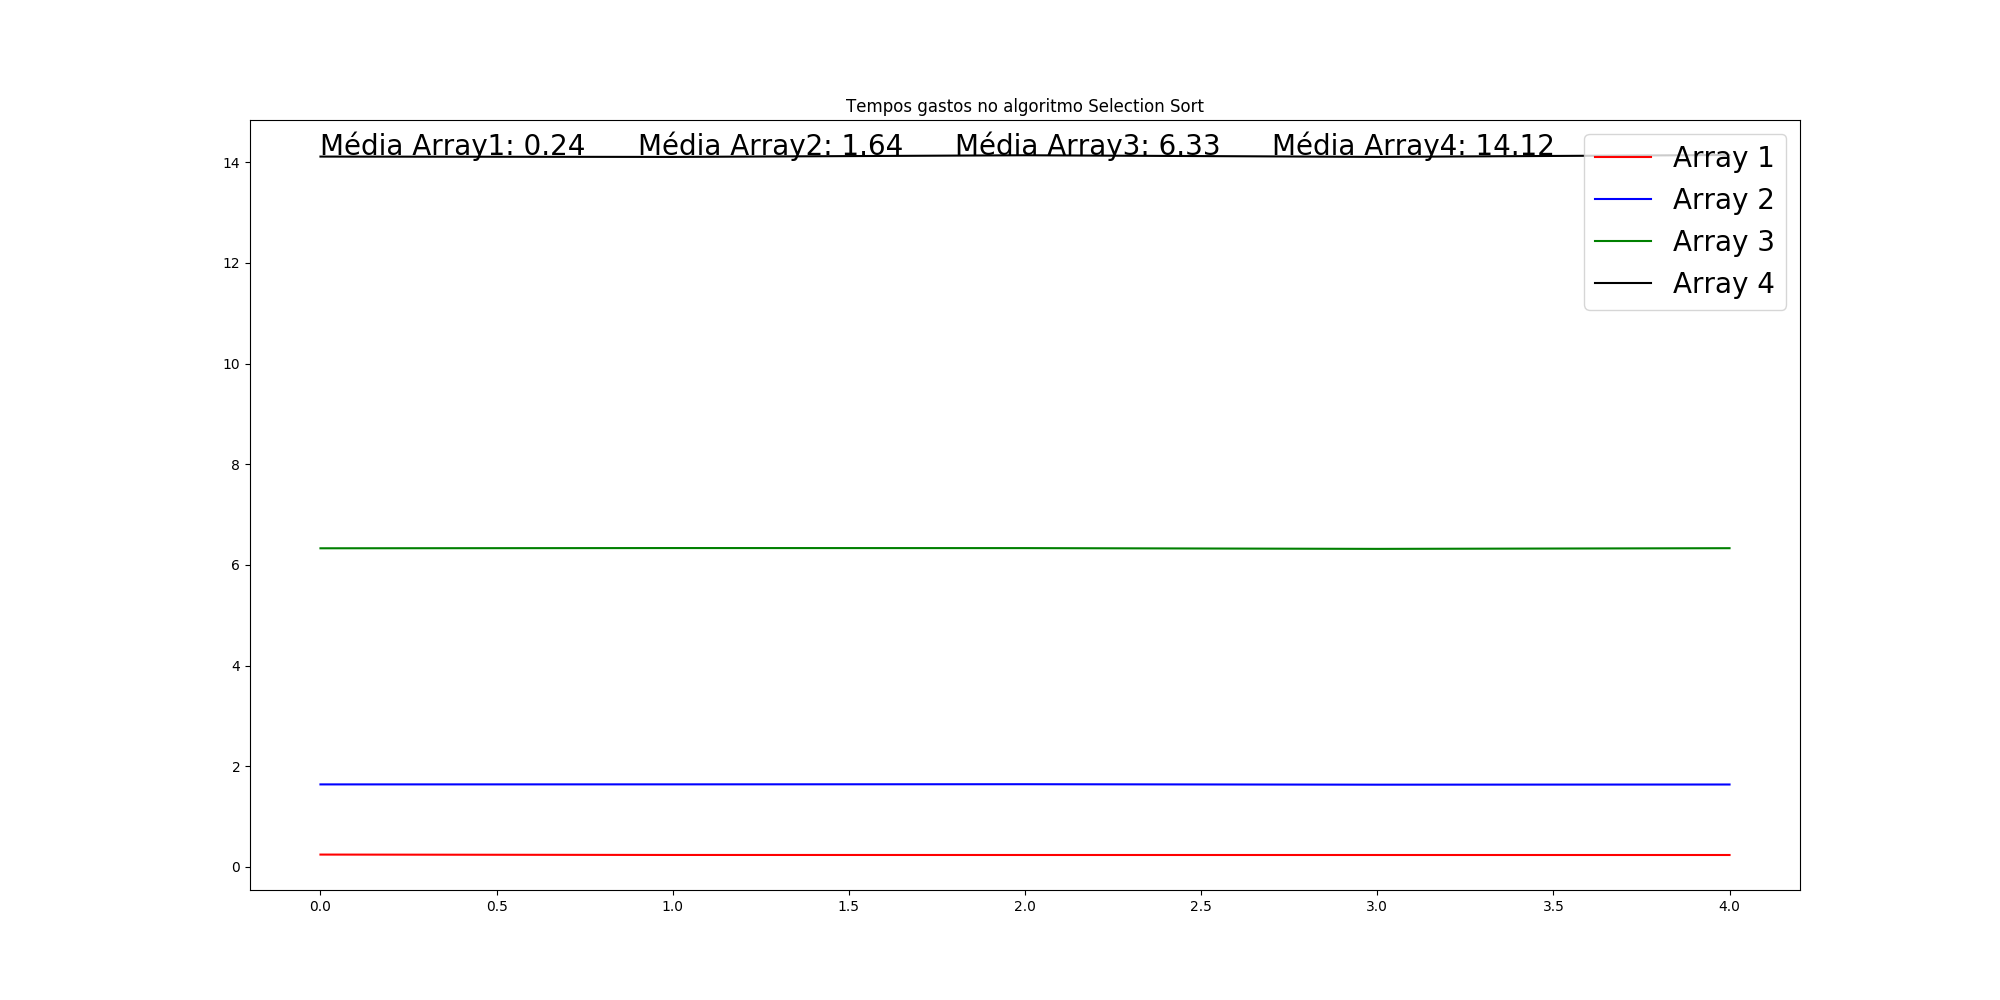 Tempos gastos no algoritmo Selection Sort
Média Array1: 0.24 Média Array2: 1.64 Média Array3: 6.33 Média Array4: 14.12
Array 1
Array 2
Array 3
Array 4
14
12
10
8
6
4
2
0
0.0 0.5 1.0 1.5 2.0 2.5 3.0 3.5 4.0